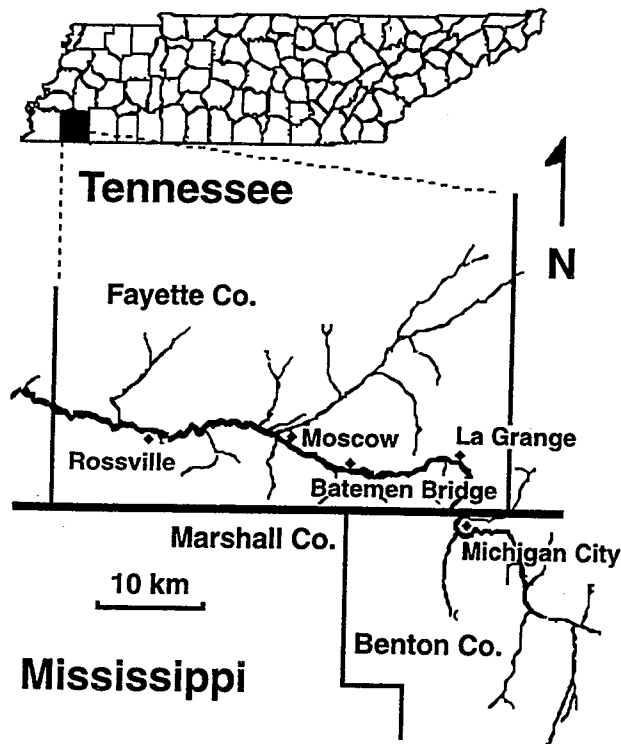 Tennessee
N
Fayette Co.
Moscow
La Grange
Rossville
Batemen Bridge
Marshall Co.
Michigan City
10 km
Benton Co.
Mississippi